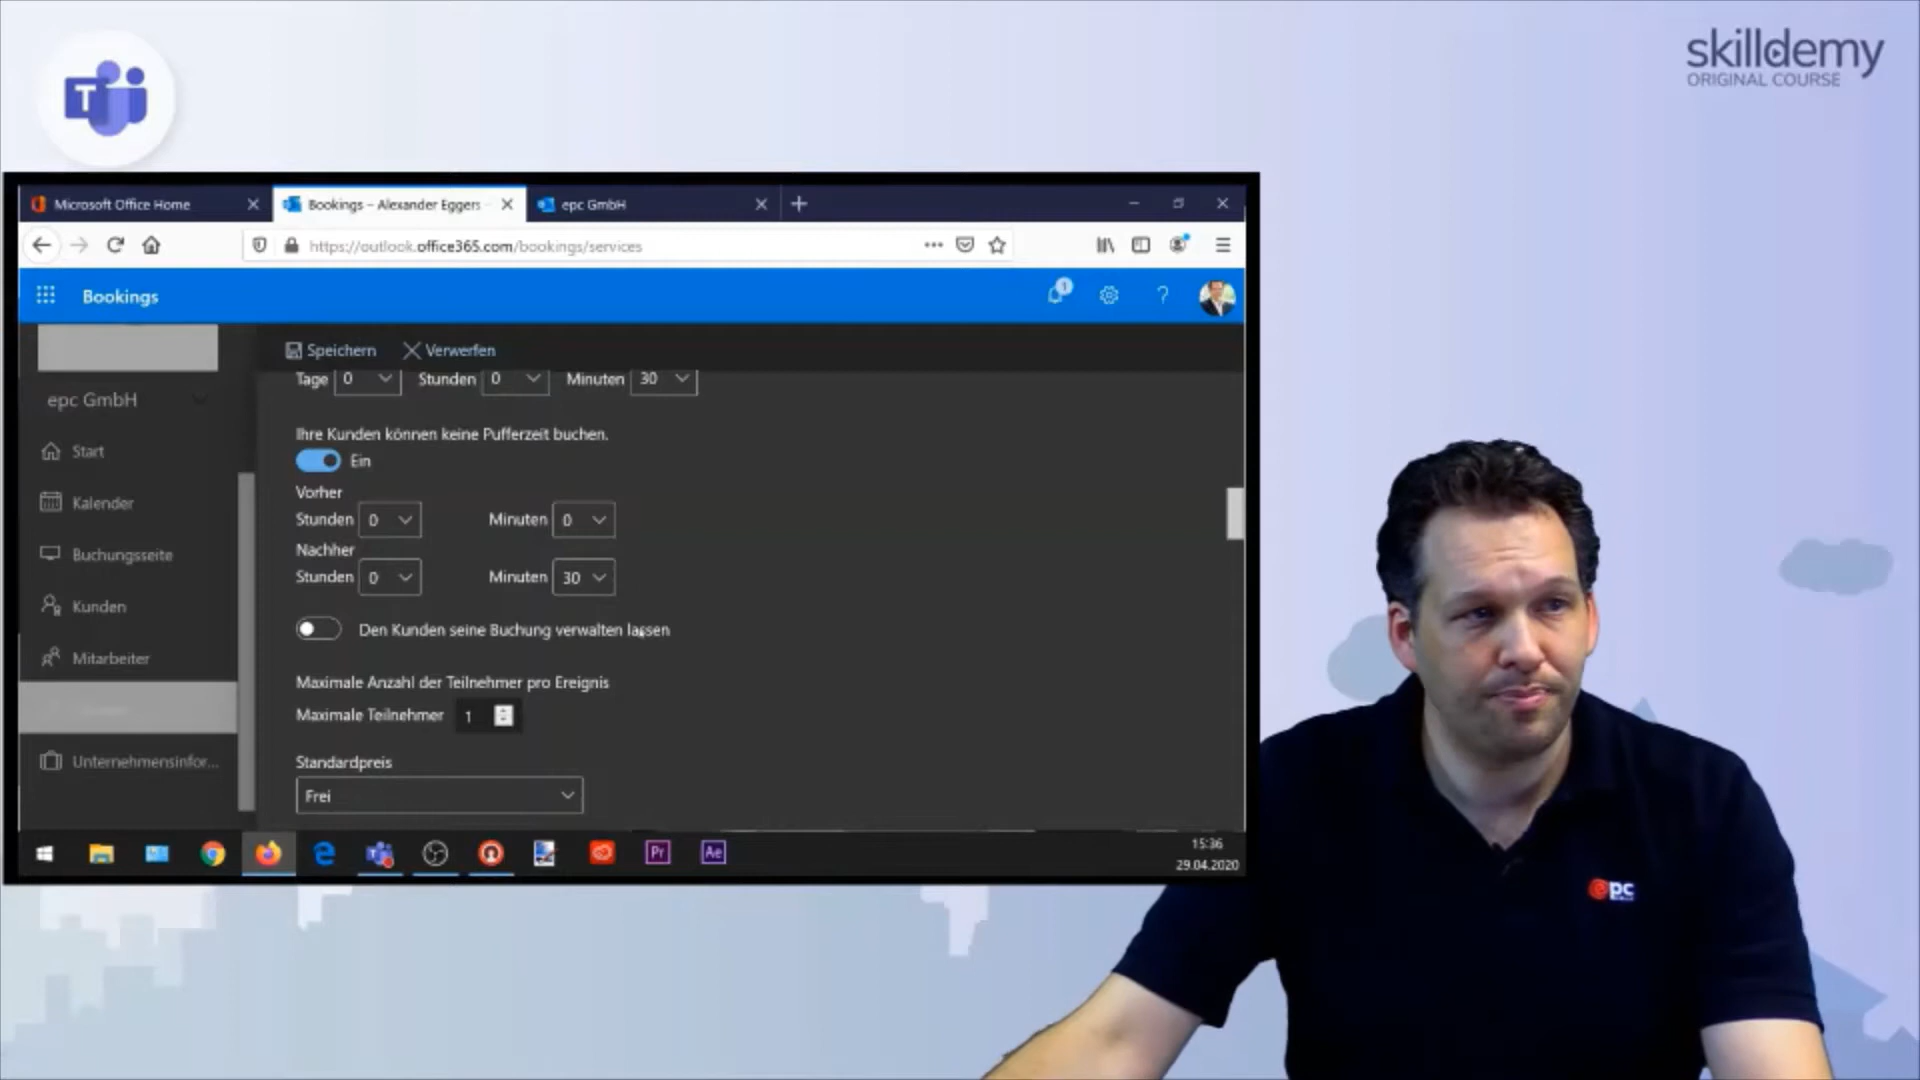 T
skilldemy
ORIGINAL COURSE
Microsoft Office Home
Bookings – Alexander Eggers
epc GmbH
https://outlook.office365.com/bookings/services
Bookings
1
?
Speichern
Verwerfen
epc GmbH
Start
Kalender
Buchungsseite
Kunden
Mitarbeiter
Unternehmensinfor...
Tage 0 Stunden 0 Minuten 30
Ihre Kunden können keine Pufferzeit buchen.
Ein
Vorher
Stunden 0 Minuten 0
Nachher
Stunden 0 Minuten 30
Den Kunden seine Buchung verwalten lassen
Maximale Anzahl der Teilnehmer pro Ereignis
Maximale Teilnehmer 1
Standardpreis
Frei
Pr
Ae
15:36
29.04.2020
epc